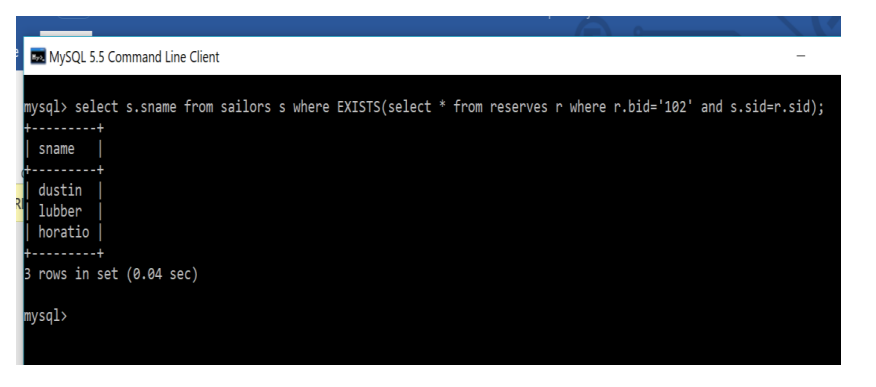 MySQL 5.5 Command Line Client
mysql> select s.sname from sailors s where EXISTS(select * from reserves r where r.bid='102' and s.sid=r.sid);
+---------+
| sname   |
+---------+
| dustin  |
| lubber  |
| horatio |
+---------+
3 rows in set (0.04 sec)
mysql>